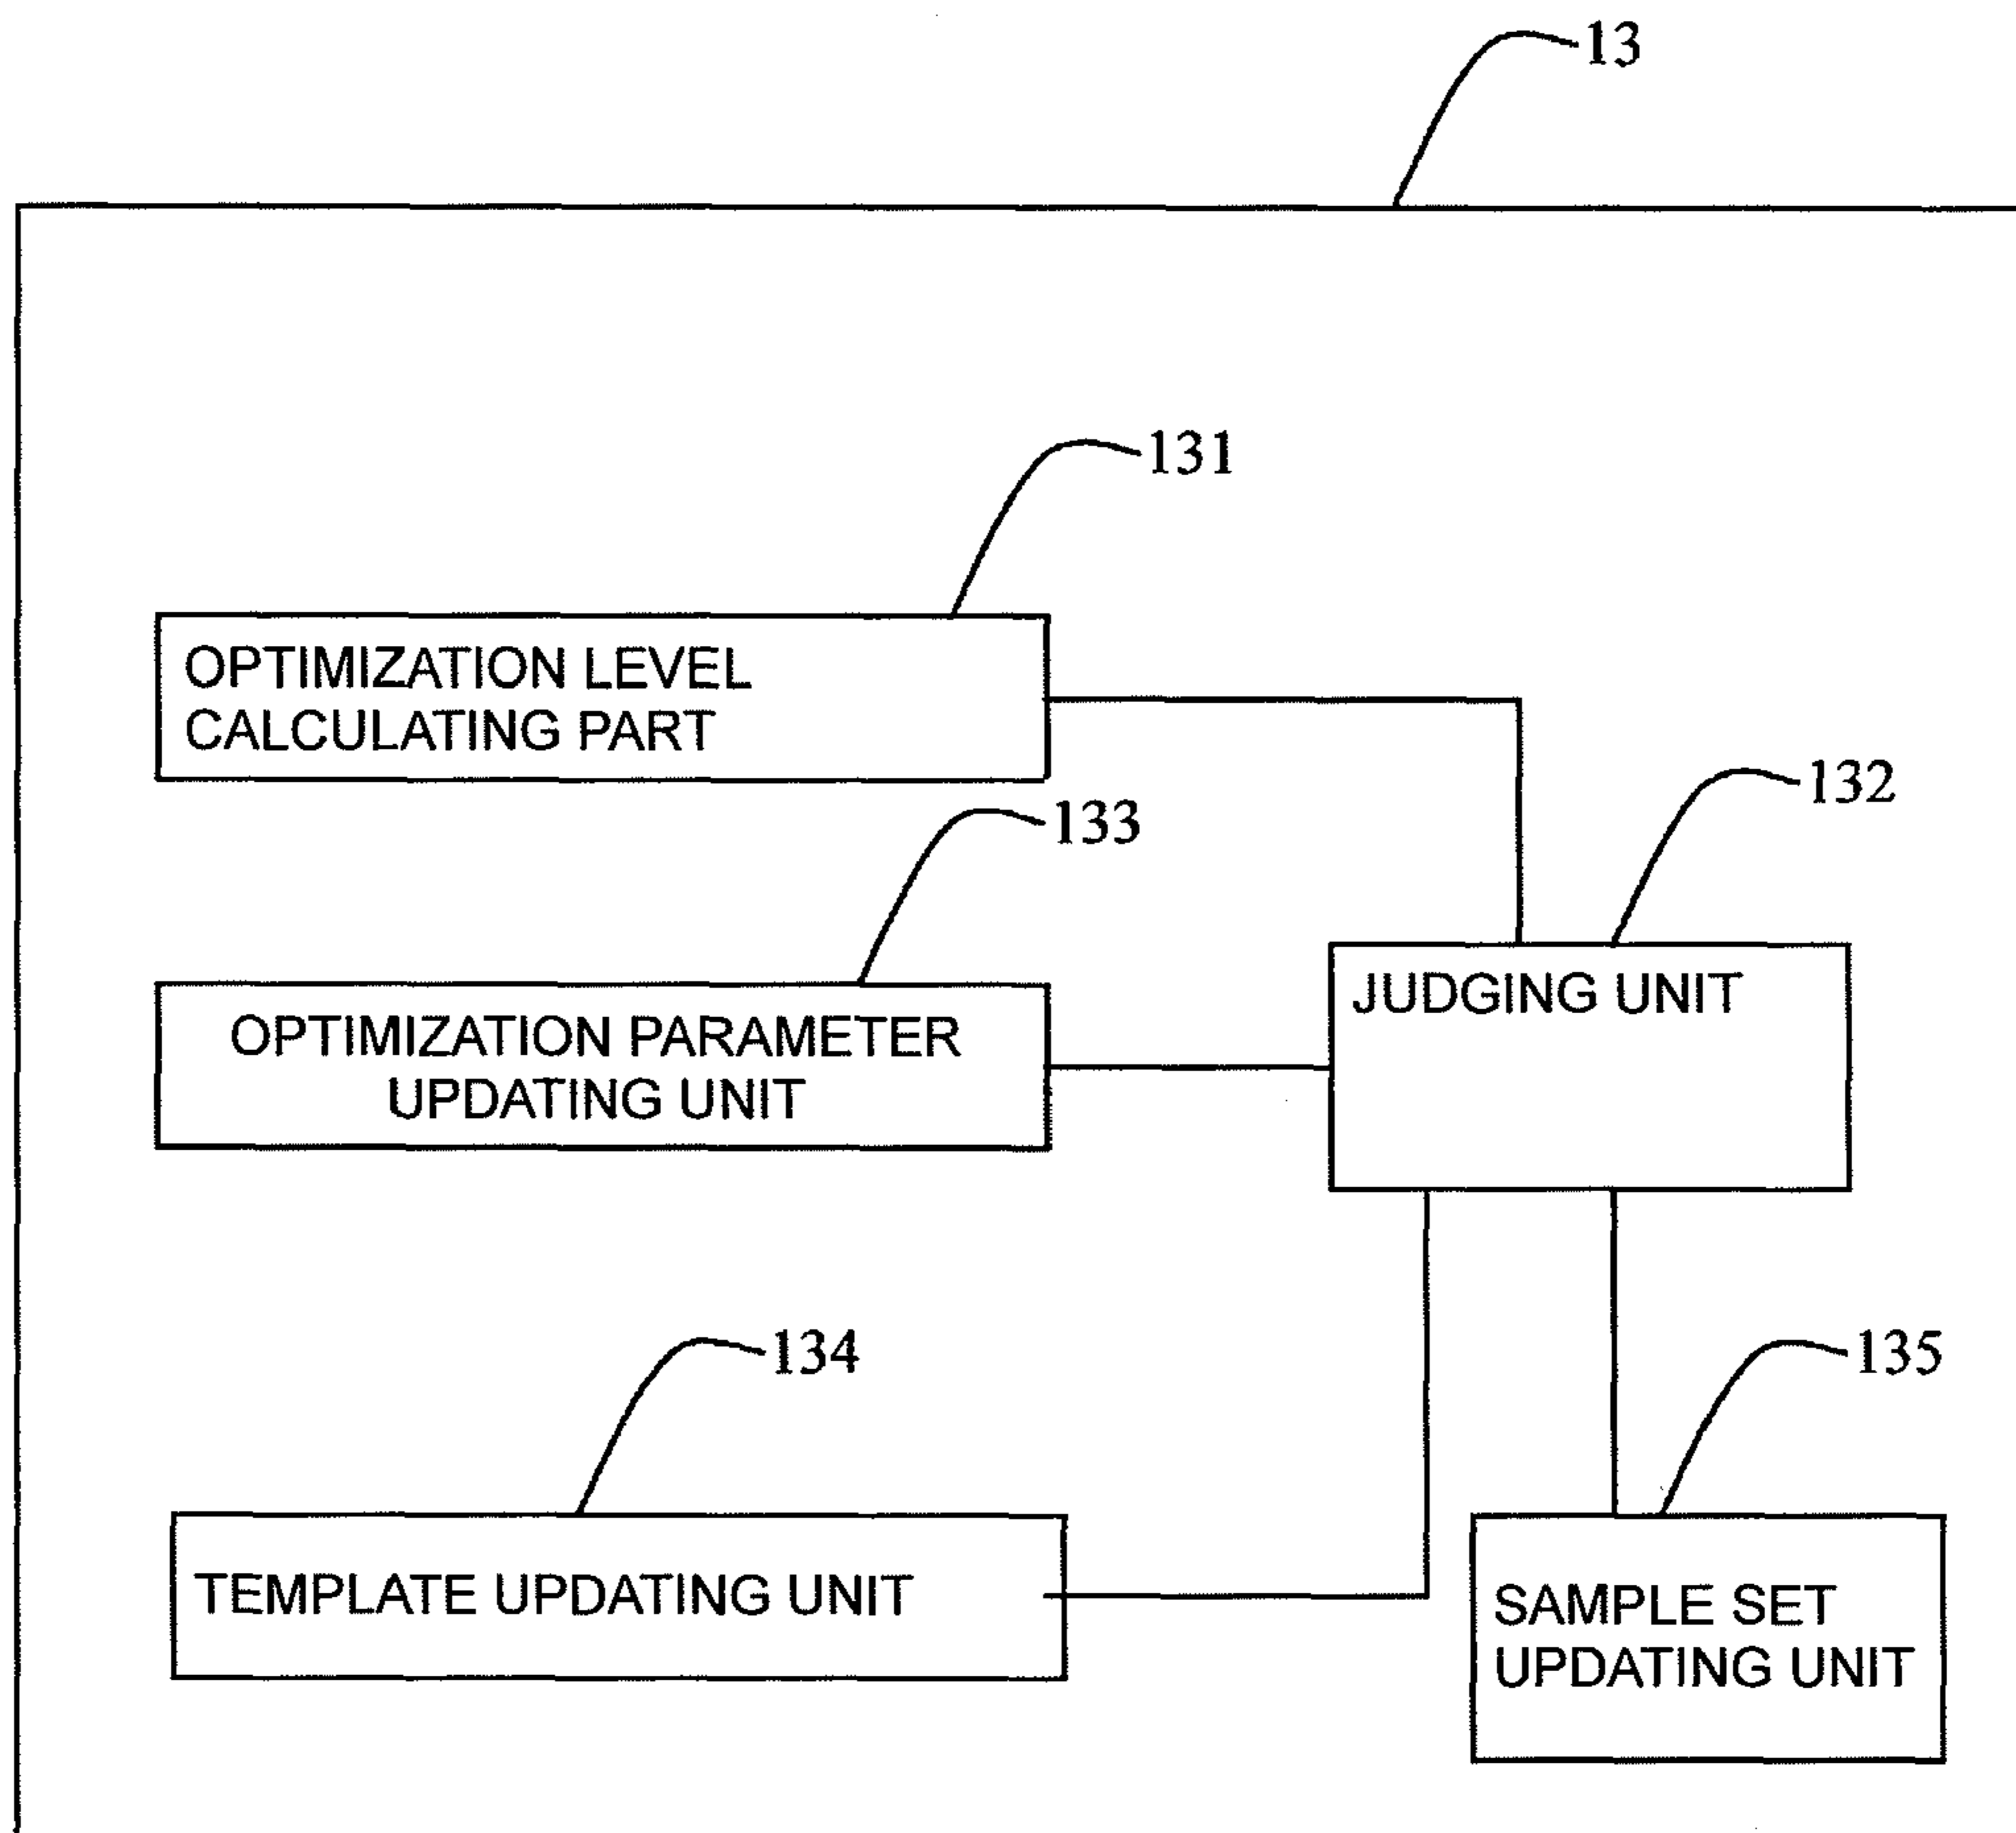 13
131
OPTIMIZATION LEVEL
CALCULATING PART
132
133
JUDGING UNIT
OPTIMIZATION PARAMETER
UPDATING UNIT
134
135
TEMPLATE UPDATING UNIT
SAMPLE SET
UPDATING UNIT